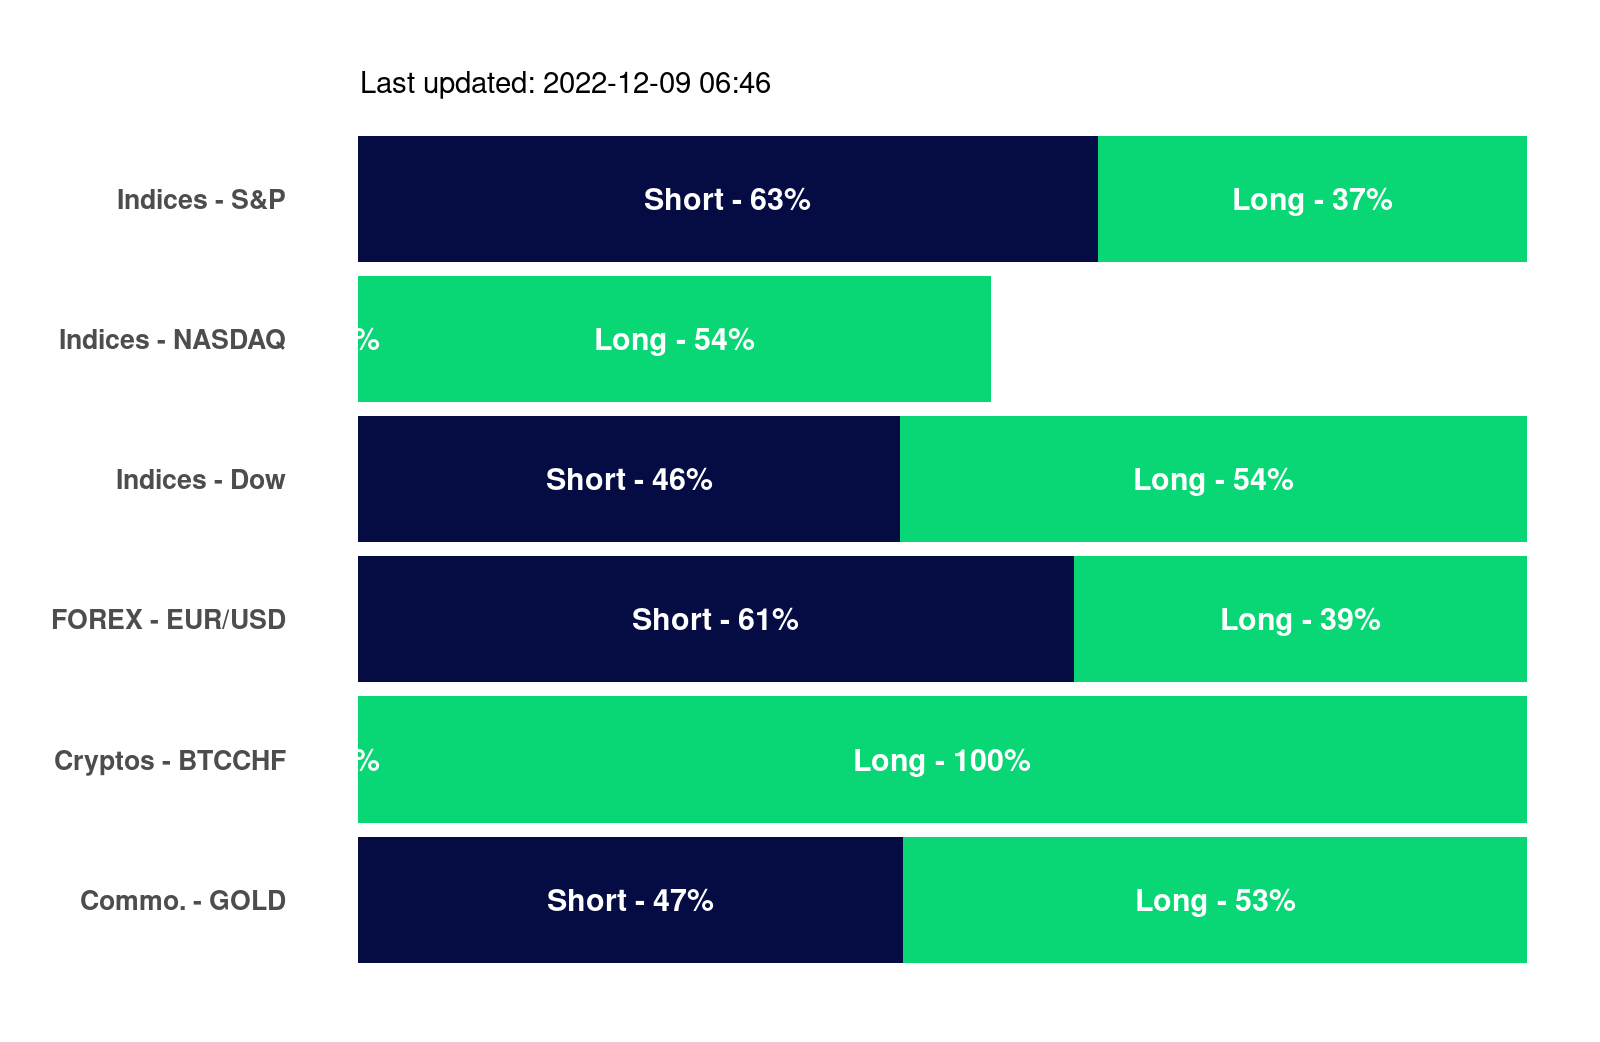 Last updated: 2022-12-09 06:46
Indices - S&P Short - 63% Long - 37%
Indices - NASDAQ % Long - 54%
Indices - Dow Short - 46% Long - 54%
FOREX - EUR/USD Short - 61% Long - 39%
Cryptos - BTCCHF % Long - 100%
Commo. - GOLD Short - 47% Long - 53%